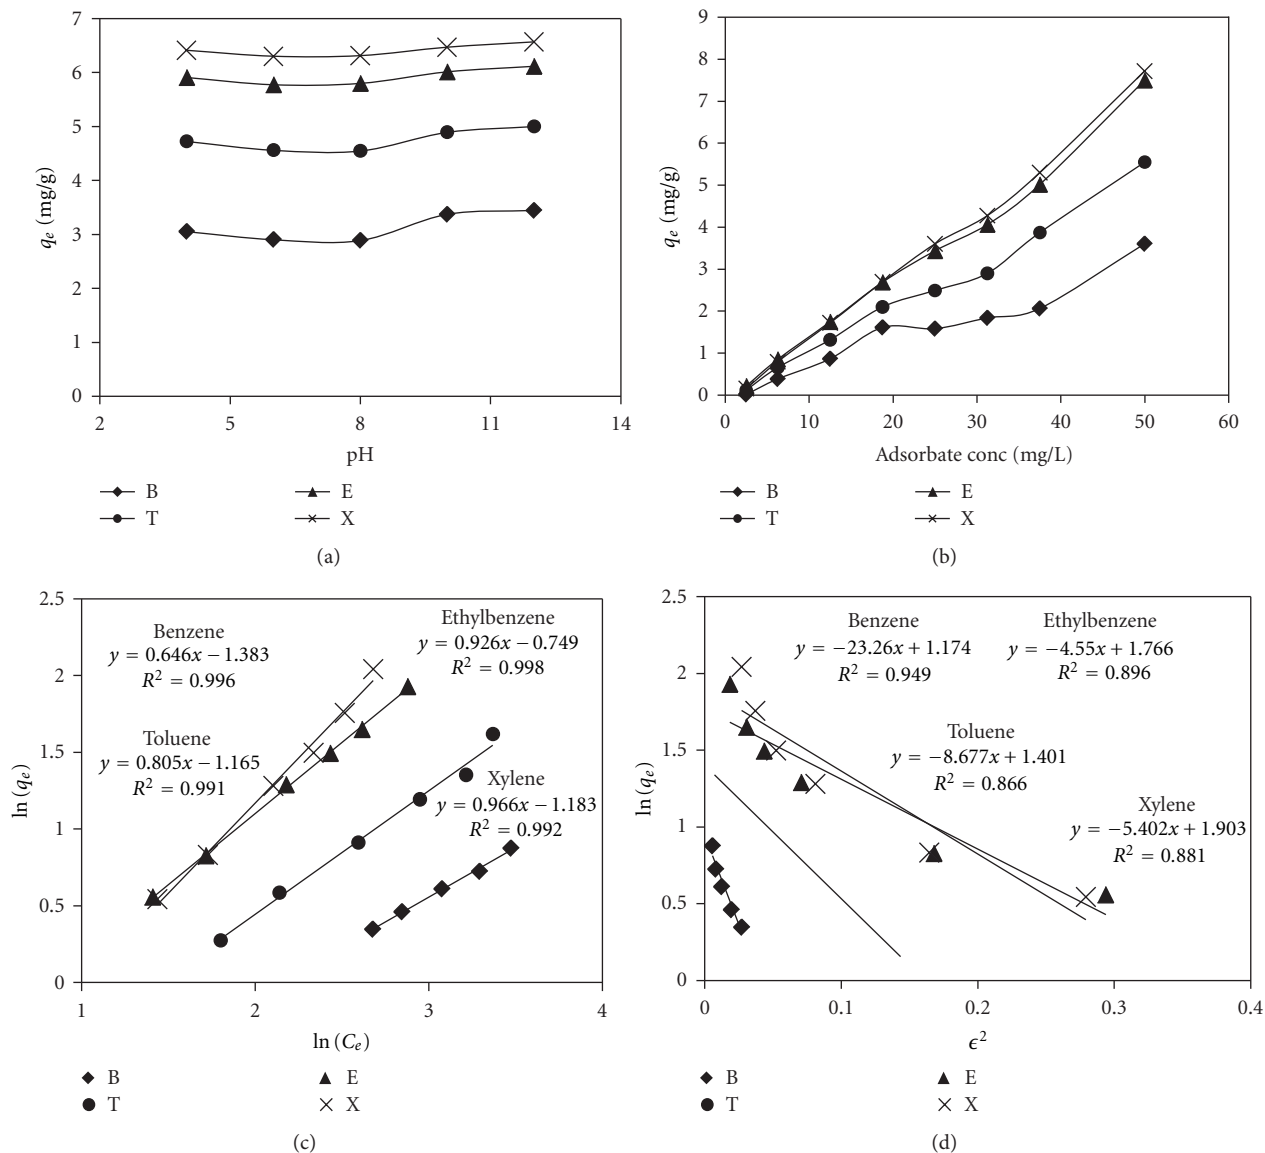 7
6
5
4
3
2
1
0
q_e (mg/g)
2 5 8 11 14
pH
B E
T X
(a)
9
8
7
6
5
4
3
2
1
0
q_e (mg/g)
0 10 20 30 40 50 60
Adsorbate conc (mg/L)
B E
T X
(b)
2.5
2
1.5
1
0.5
0
ln (q_e)
Benzene
y = 0.646x − 1.383
R² = 0.996
Ethylbenzene
y = 0.926x − 0.749
R² = 0.998
Toluene
y = 0.805x − 1.165
R² = 0.991
Xylene
y = 0.966x − 1.183
R² = 0.992
1 2 3 4
ln (C_e)
B E
T X
(c)
2.5
2
1.5
1
0.5
0
ln (q_e)
Benzene
y = −23.26x + 1.174
R² = 0.949
Ethylbenzene
y = −4.55x + 1.766
R² = 0.896
Toluene
y = −8.677x + 1.401
R² = 0.866
Xylene
y = −5.402x + 1.903
R² = 0.881
0 0.1 0.2 0.3 0.4
ϵ²
B E
T X
(d)